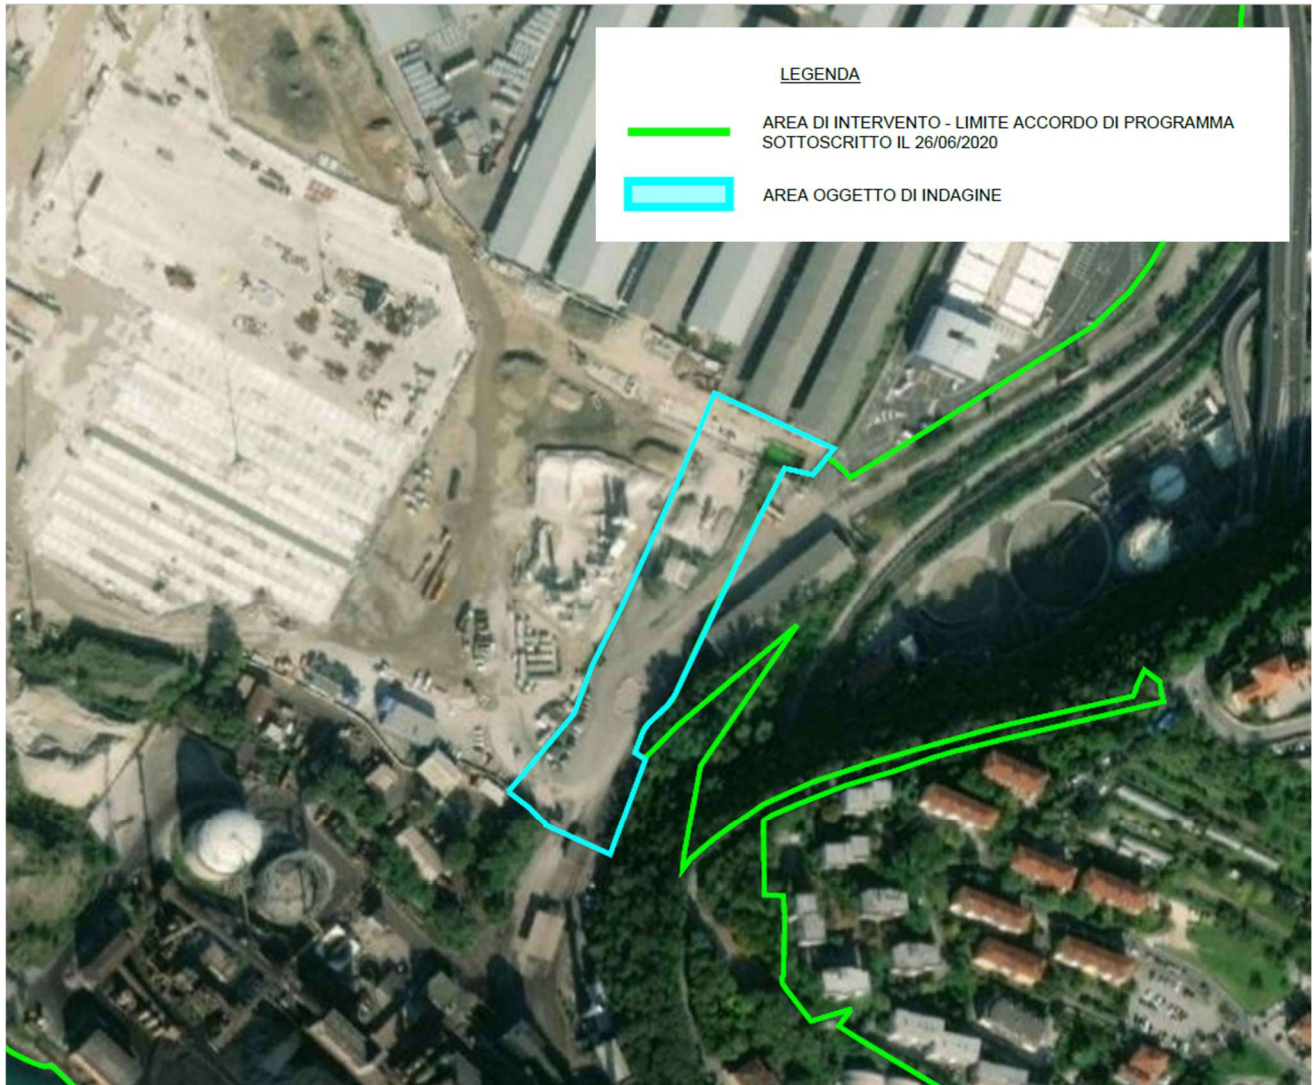 LEGENDA
AREA DI INTERVENTO - LIMITE ACCORDO DI PROGRAMMA
SOTTOSCRITTO IL 26/06/2020
AREA OGGETTO DI INDAGINE